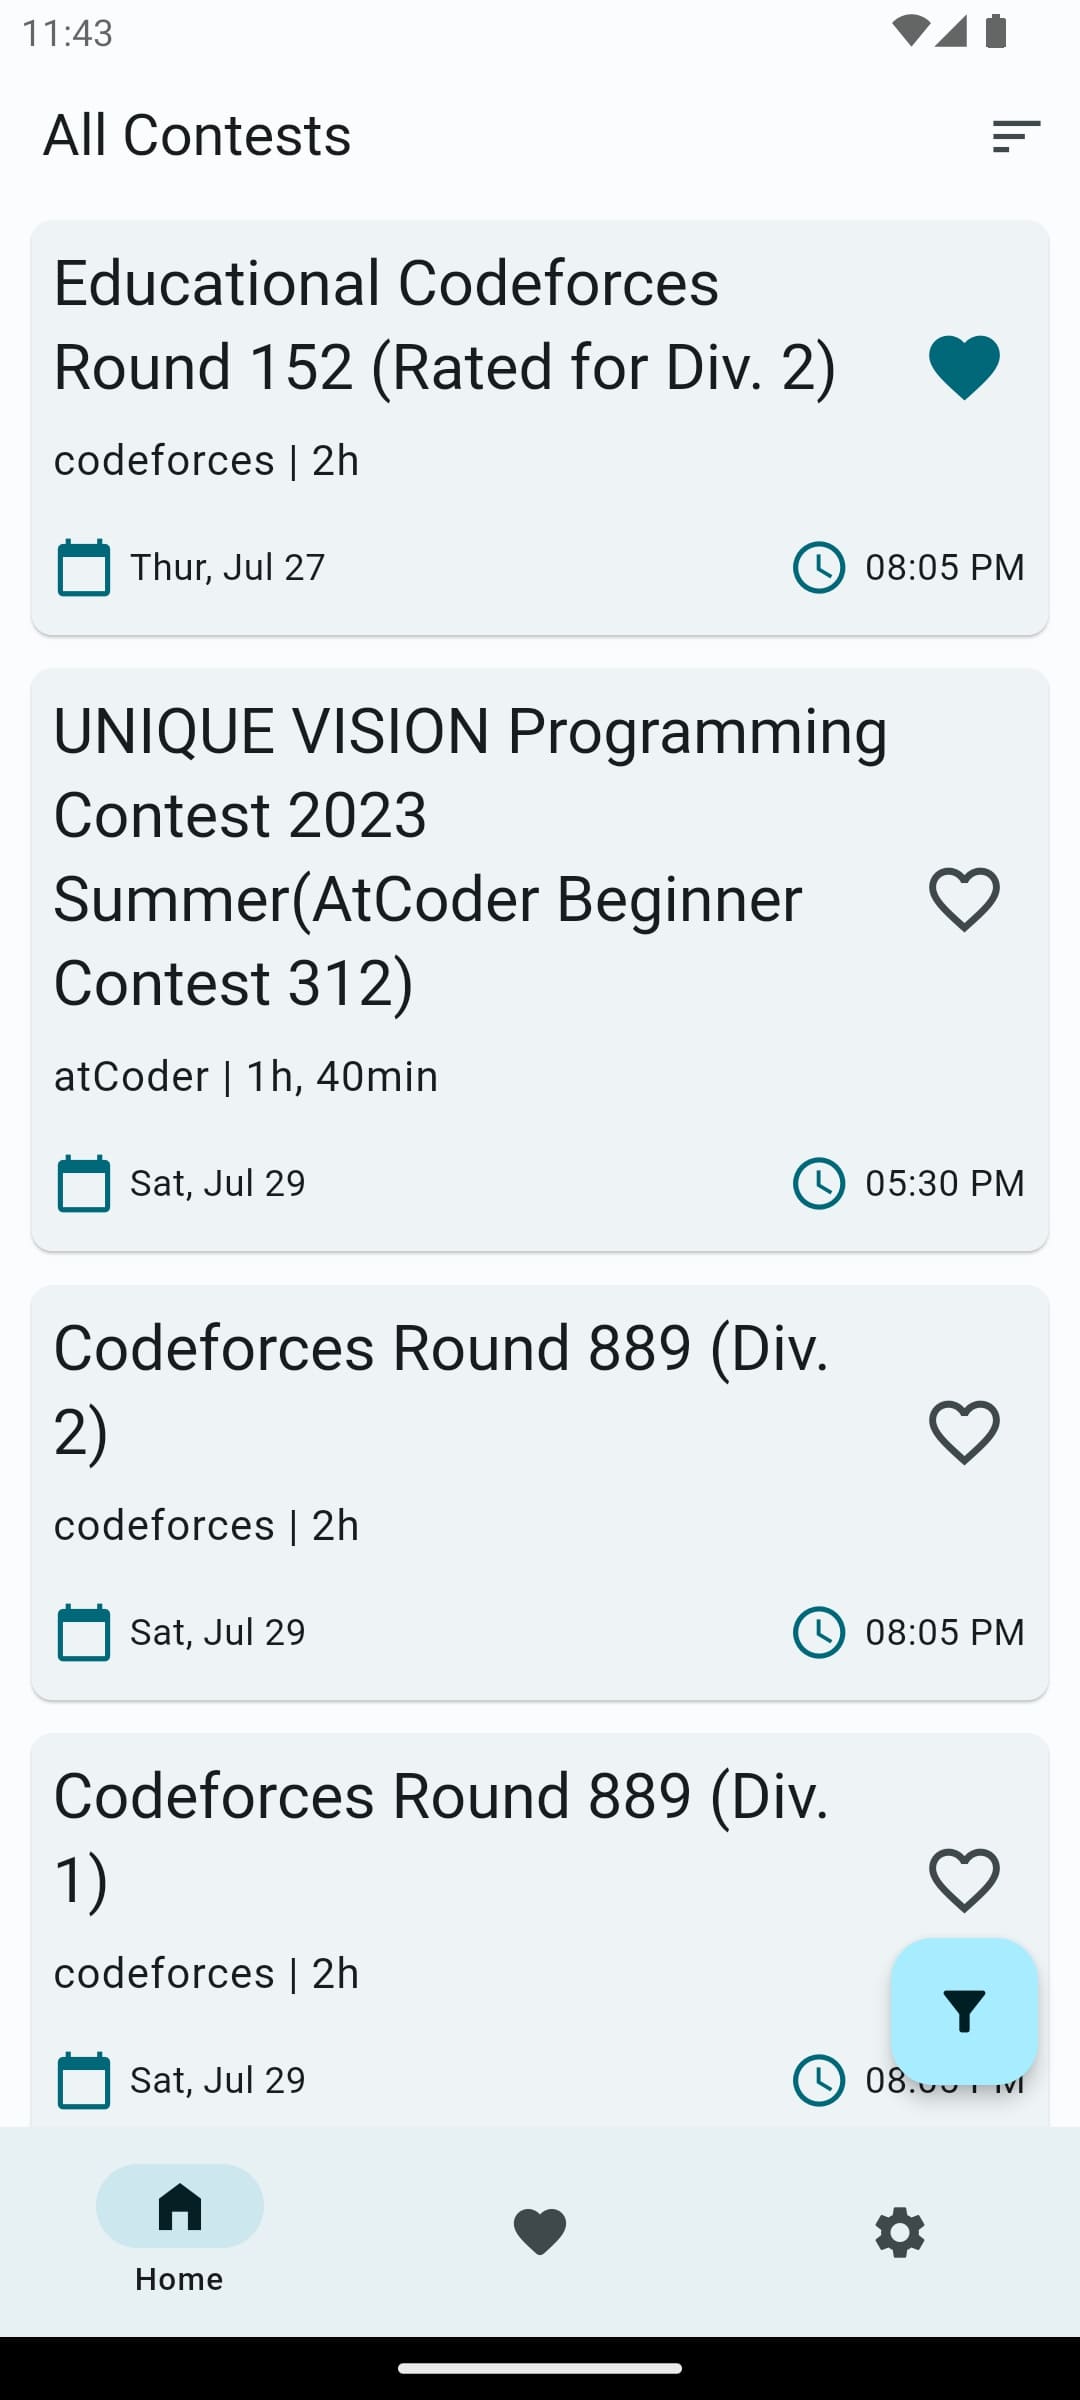 11:43
All Contests
Educational Codeforces
Round 152 (Rated for Div. 2)
codeforces | 2h
Thur, Jul 27
08:05 PM
UNIQUE VISION Programming
Contest 2023
Summer(AtCoder Beginner
Contest 312)
atCoder | 1h, 40min
Sat, Jul 29
05:30 PM
Codeforces Round 889 (Div.
2)
codeforces | 2h
Sat, Jul 29
08:05 PM
Codeforces Round 889 (Div.
1)
codeforces | 2h
Sat, Jul 29
Home